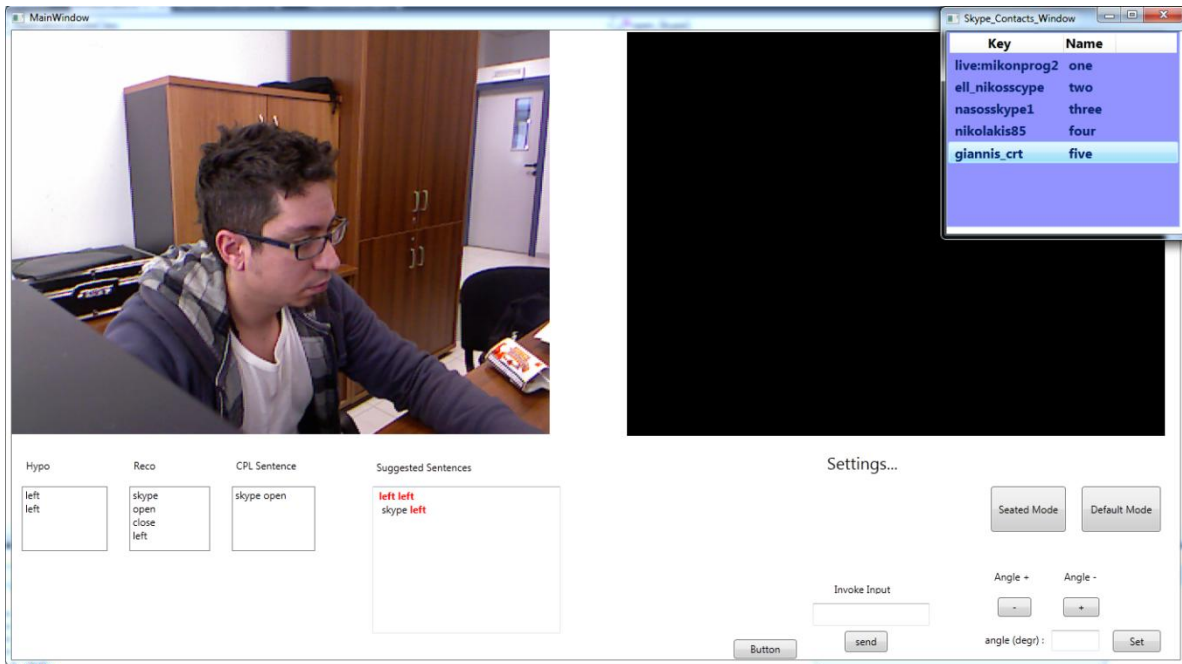 MainWindow
Skype_Contacts_Window
Key Name
live:mikonprog2 one
ell_nikosscype two
nasosskype1 three
nikolakis85 four
giannis_crt five
Hypo
left
left
Reco
skype
open
close
left
CPL Sentence
skype open
Suggested Sentences
left left
skype left
Settings...
Seated Mode
Default Mode
Angle +
Angle -
-
+
Invoke Input
send
Button
angle (degr) :
Set